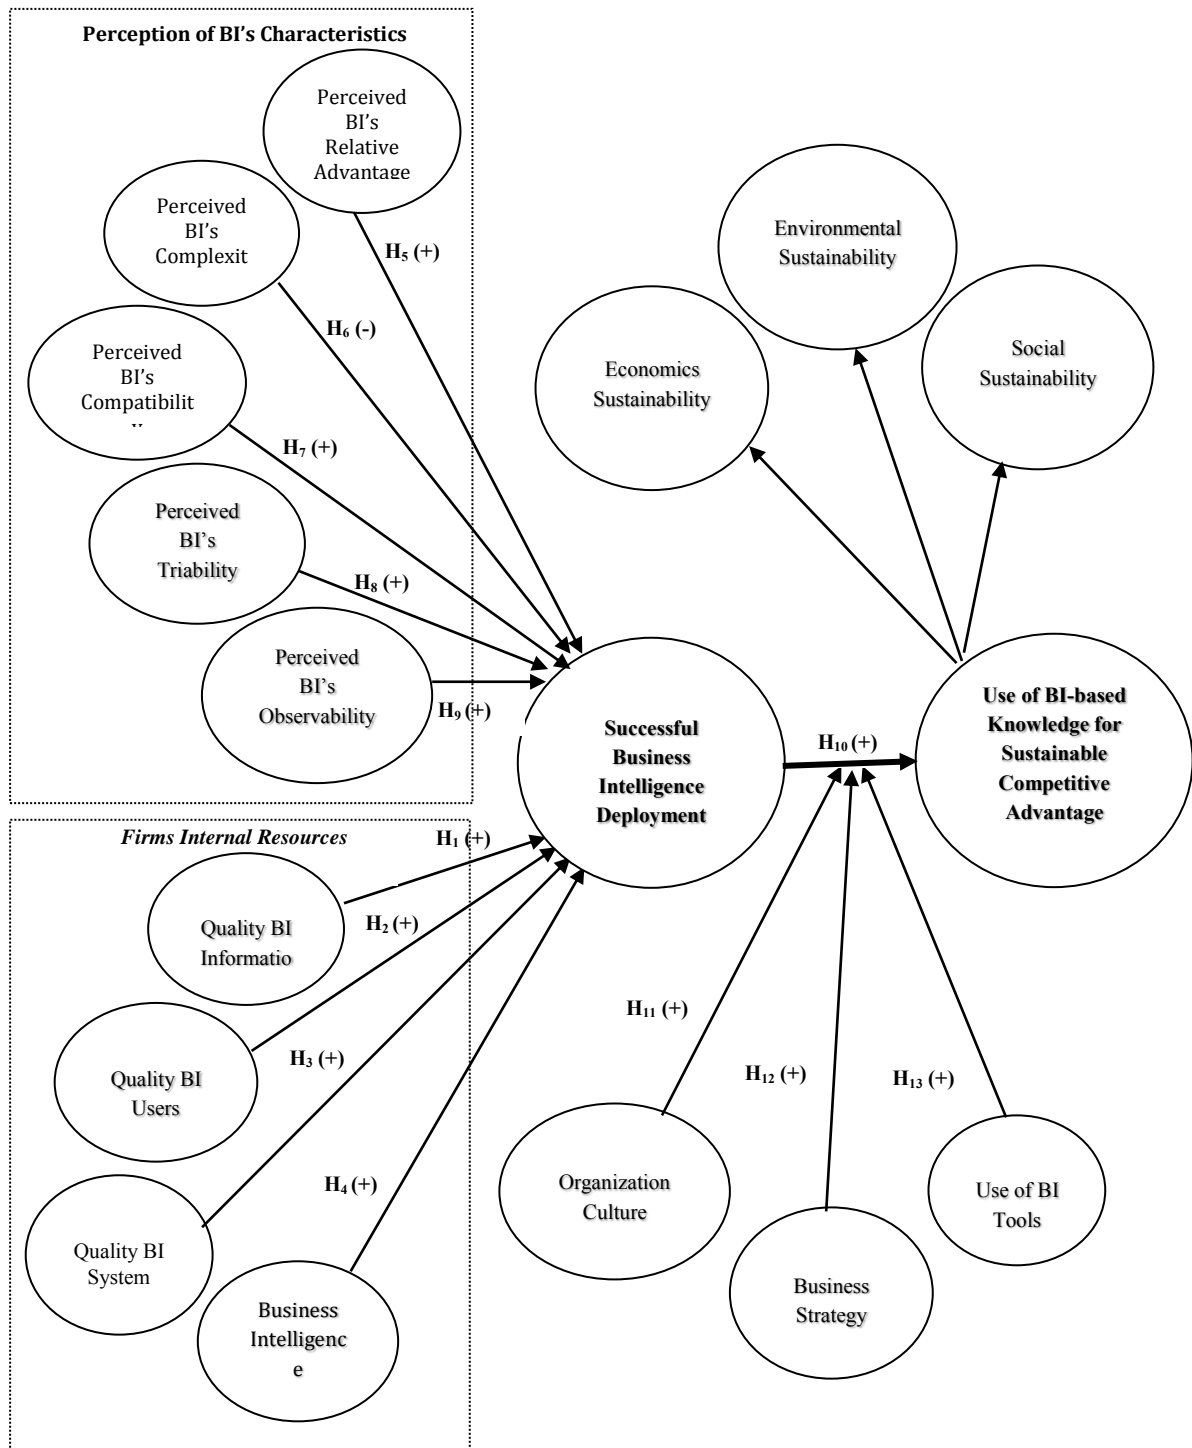 Perception of BI’s Characteristics
Perceived
BI’s
Relative
Advantage
Perceived
BI’s
Complexit
H5 (+)
H6 (-)
Perceived
BI’s
Compatibilit
H7 (+)
Perceived
BI’s
Triability
H8 (+)
Perceived
BI’s
Observability
H9 (+)
Environmental
Sustainability
Economics
Sustainability
Social
Sustainability
Successful
Business
Intelligence
Deployment
H10 (+)
Use of BI-based
Knowledge for
Sustainable
Competitive
Advantage
Firms Internal Resources
H1 (+)
Quality BI
Informatio
H2 (+)
Quality BI
Users
H3 (+)
Quality BI
System
H4 (+)
Business
Intelligenc
e
H11 (+)
H12 (+)
H13 (+)
Organization
Culture
Business
Strategy
Use of BI
Tools